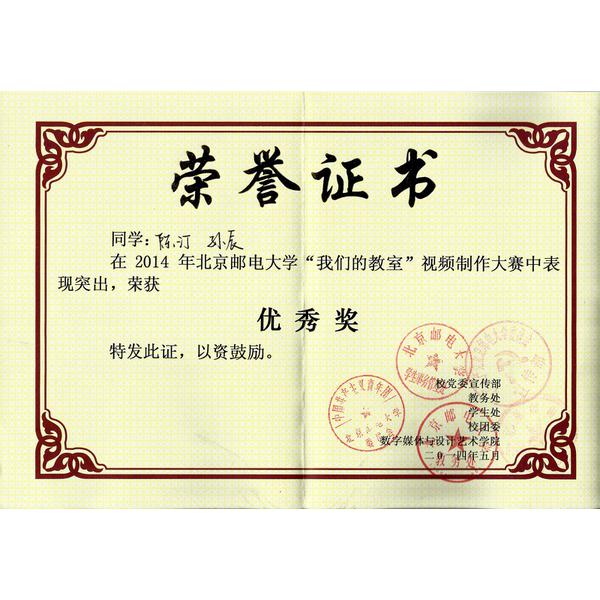 荣誉证书
同学：陈汀 孙辰
在 2014 年北京邮电大学“我们的教室”视频制作大赛中表
现突出，荣获
优秀奖
特发此证，以资鼓励。
北京邮电大学
校党委宣传部
教务处
学生处
校团委
数字媒体与设计艺术学院
二〇一四年五月
中国共产主义青年团
北京邮电大学
教务处